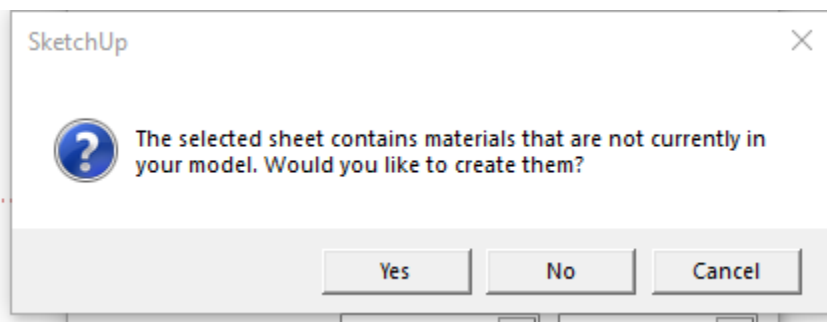 SketchUp
The selected sheet contains materials that are not currently in
your model. Would you like to create them?
Yes
No
Cancel